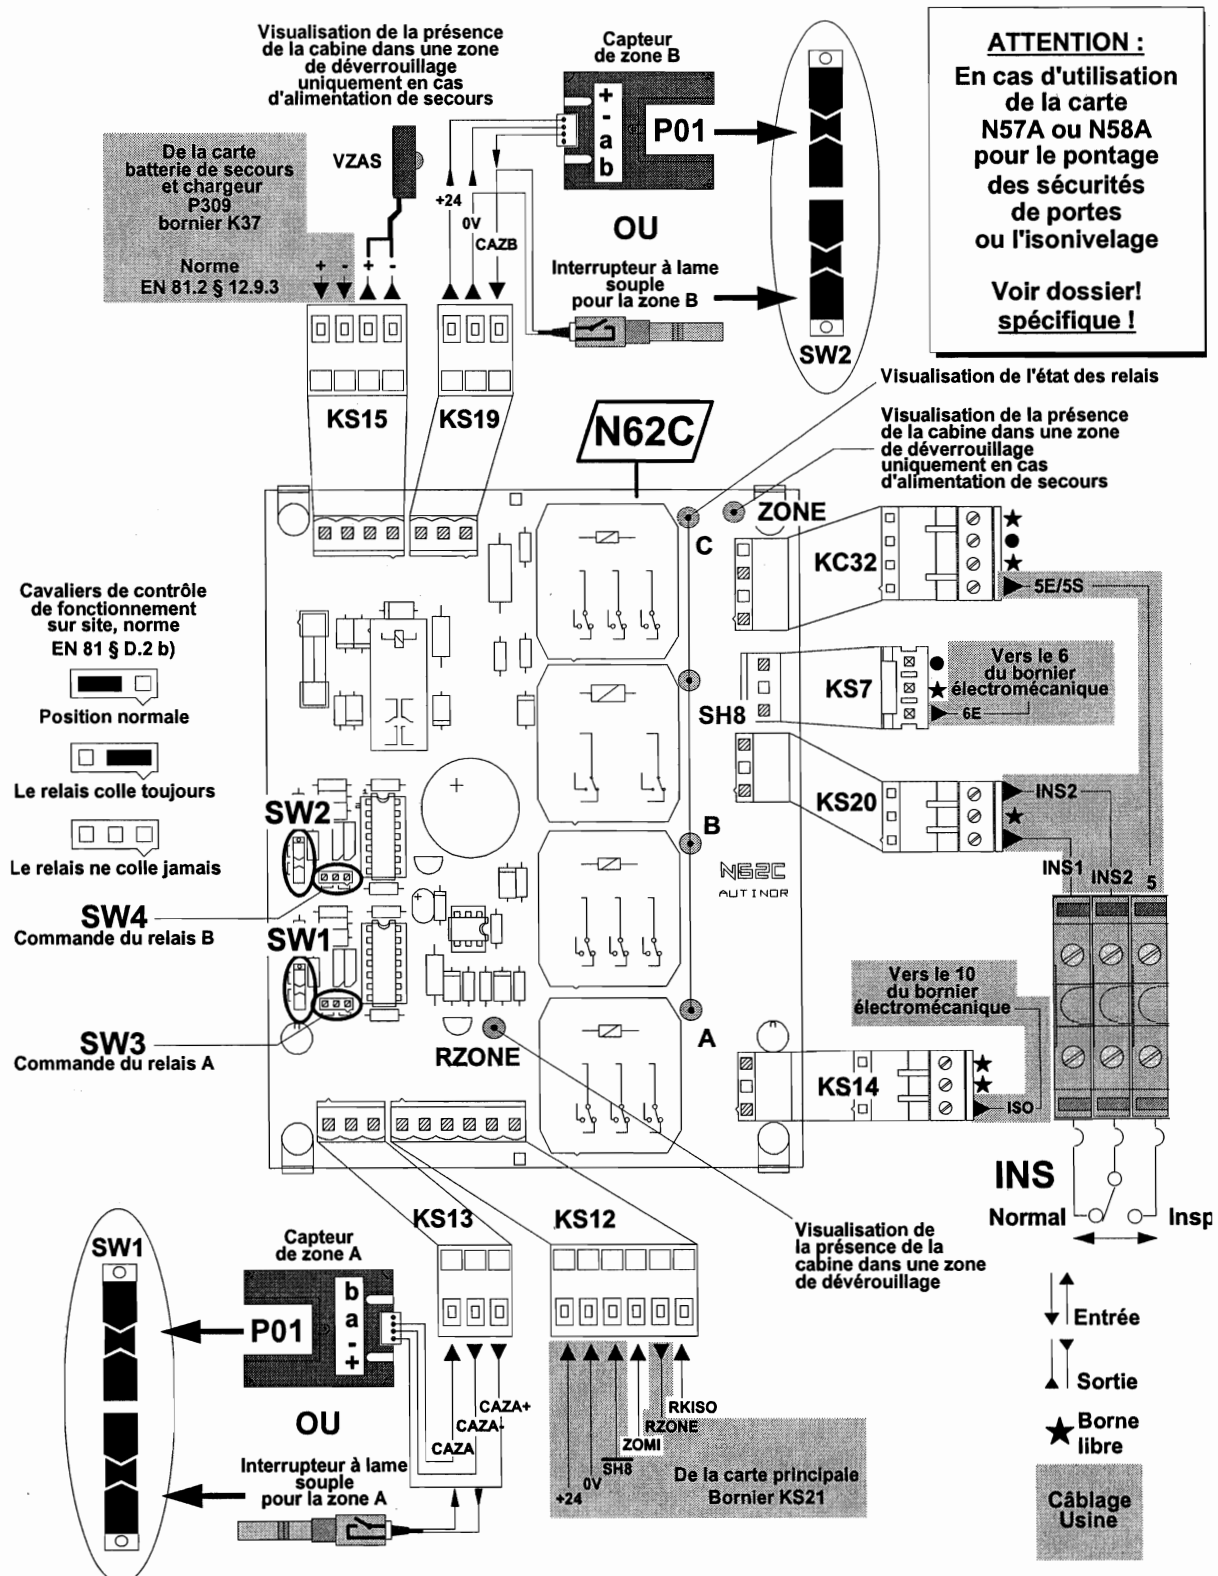 Visualisation de la présence
de la cabine dans une zone
de déverrouillage
uniquement en cas
d'alimentation de secours
Capteur
de zone B
+
-
a
b
P01
ATTENTION :
En cas d'utilisation
de la carte
N57A ou N58A
pour le pontage
des sécurités
de portes
ou l'isonivelage
Voir dossier!
spécifique !
De la carte
batterie de secours
et chargeur
P309
bornier K37
Norme
EN 81.2 § 12.9.3
VZAS
+ - + -
+24
0V
CAZB
OU
Interrupteur à lame
souple
pour la zone B
SW2
KS15
KS19
N62C
Visualisation de l'état des relais
Visualisation de la présence
de la cabine dans une zone
de déverrouillage
uniquement en cas
d'alimentation de secours
ZONE
C
KC32
5E/5S
Cavaliers de contrôle
de fonctionnement
sur site, norme
EN 81 § D.2 b)
Position normale
Le relais colle toujours
Le relais ne colle jamais
Vers le 6
du bornier
électromécanique
KS7
6E
SH8
KS20
INS2
INS1
INS2
5
SW2
+
B
N62C
AUTINOR
SW4
Commande du relais B
SW1
+
SW3
Commande du relais A
RZONE
A
Vers le 10
du bornier
électromécanique
KS14
ISO
INS
Normal
Insp
KS13
KS12
Visualisation de
la présence de la
cabine dans une zone
de dévérouillage
SW1
Capteur
de zone A
b
a
-
+
P01
OU
Interrupteur à lame
souple
pour la zone A
CAZA
CAZA-
CAZA+
+24
0V
SH8
ZOMI
RZONE
RKISO
De la carte principale
Bornier KS21
Entrée
Sortie
Borne
libre
Câblage
Usine